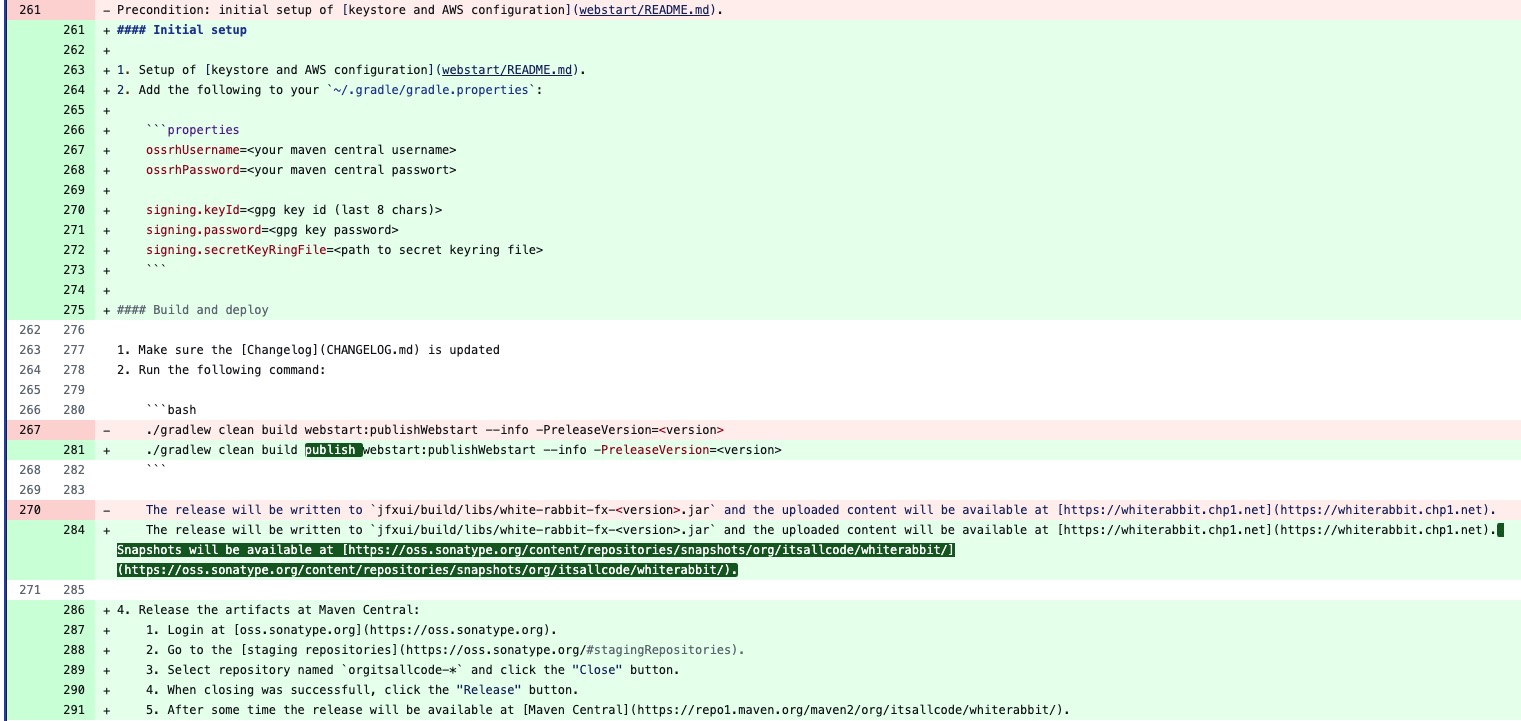 261 − Precondition: initial setup of [keystore and AWS configuration](webstart/README.md).
261 + #### Initial setup
262 +
263 + 1. Setup of [keystore and AWS configuration](webstart/README.md).
264 + 2. Add the following to your `~/.gradle/gradle.properties`:
265 +
266 + ```properties
267 + ossrhUsername=<your maven central username>
268 + ossrhPassword=<your maven central passwort>
269 +
270 + signing.keyId=<gpg key id (last 8 chars)>
271 + signing.password=<gpg key password>
272 + signing.secretKeyRingFile=<path to secret keyring file>
273 + ```
274 +
275 + #### Build and deploy
262 276
263 277 1. Make sure the [Changelog](CHANGELOG.md) is updated
264 278 2. Run the following command:
265 279
266 280 ```bash
267 − ./gradlew clean build webstart:publishWebstart --info -PreleaseVersion=<version>
281 + ./gradlew clean build publish webstart:publishWebstart --info -PreleaseVersion=<version>
268 282 ```
269 283
270 − The release will be written to `jfxui/build/libs/white-rabbit-fx-<version>.jar` and the uploaded content will be available at [https://whiterabbit.chp1.net](https://whiterabbit.chp1.net).
284 + The release will be written to `jfxui/build/libs/white-rabbit-fx-<version>.jar` and the uploaded content will be available at [https://whiterabbit.chp1.net](https://whiterabbit.chp1.net).
Snapshots will be available at [https://oss.sonatype.org/content/repositories/snapshots/org/itsallcode/whiterabbit/]
(https://oss.sonatype.org/content/repositories/snapshots/org/itsallcode/whiterabbit/).
271 285
286 + 4. Release the artifacts at Maven Central:
287 + 1. Login at [oss.sonatype.org](https://oss.sonatype.org).
288 + 2. Go to the [staging repositories](https://oss.sonatype.org/#stagingRepositories).
289 + 3. Select repository named `orgitsallcode-*` and click the "Close" button.
290 + 4. When closing was successfull, click the "Release" button.
291 + 5. After some time the release will be available at [Maven Central](https://repo1.maven.org/maven2/org/itsallcode/whiterabbit/).